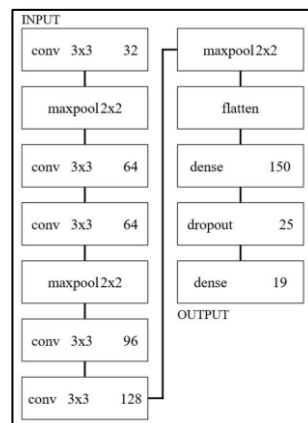 INPUT
conv 3x3 32
maxpool2x2
conv 3x3 64
conv 3x3 64
maxpool2x2
conv 3x3 96
conv 3x3 128
maxpool2x2
flatten
dense 150
dropout 25
dense 19
OUTPUT